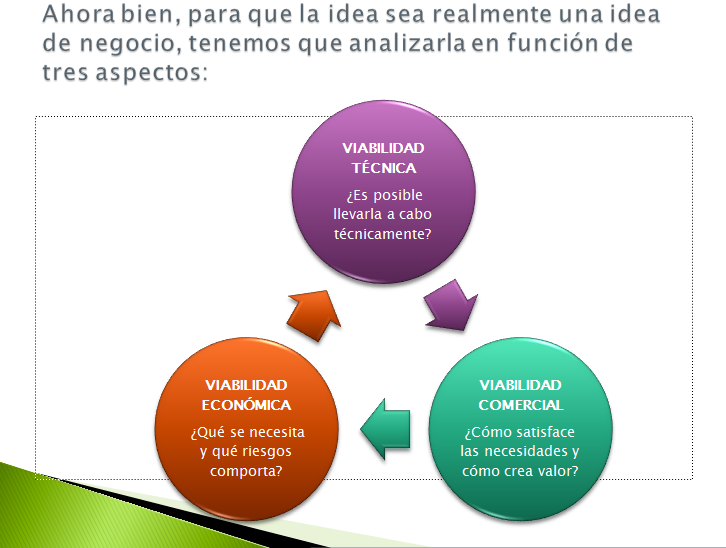 Ahora bien, para que la idea sea realmente una idea
de negocio, tenemos que analizarla en función de
tres aspectos:
VIABILIDAD
TÉCNICA
¿Es posible
llevarla a cabo
técnicamente?
VIABILIDAD
ECONÓMICA
¿Qué se necesita
y qué riesgos
comporta?
VIABILIDAD
COMERCIAL
¿Cómo satisface
las necesidades y
cómo crea valor?